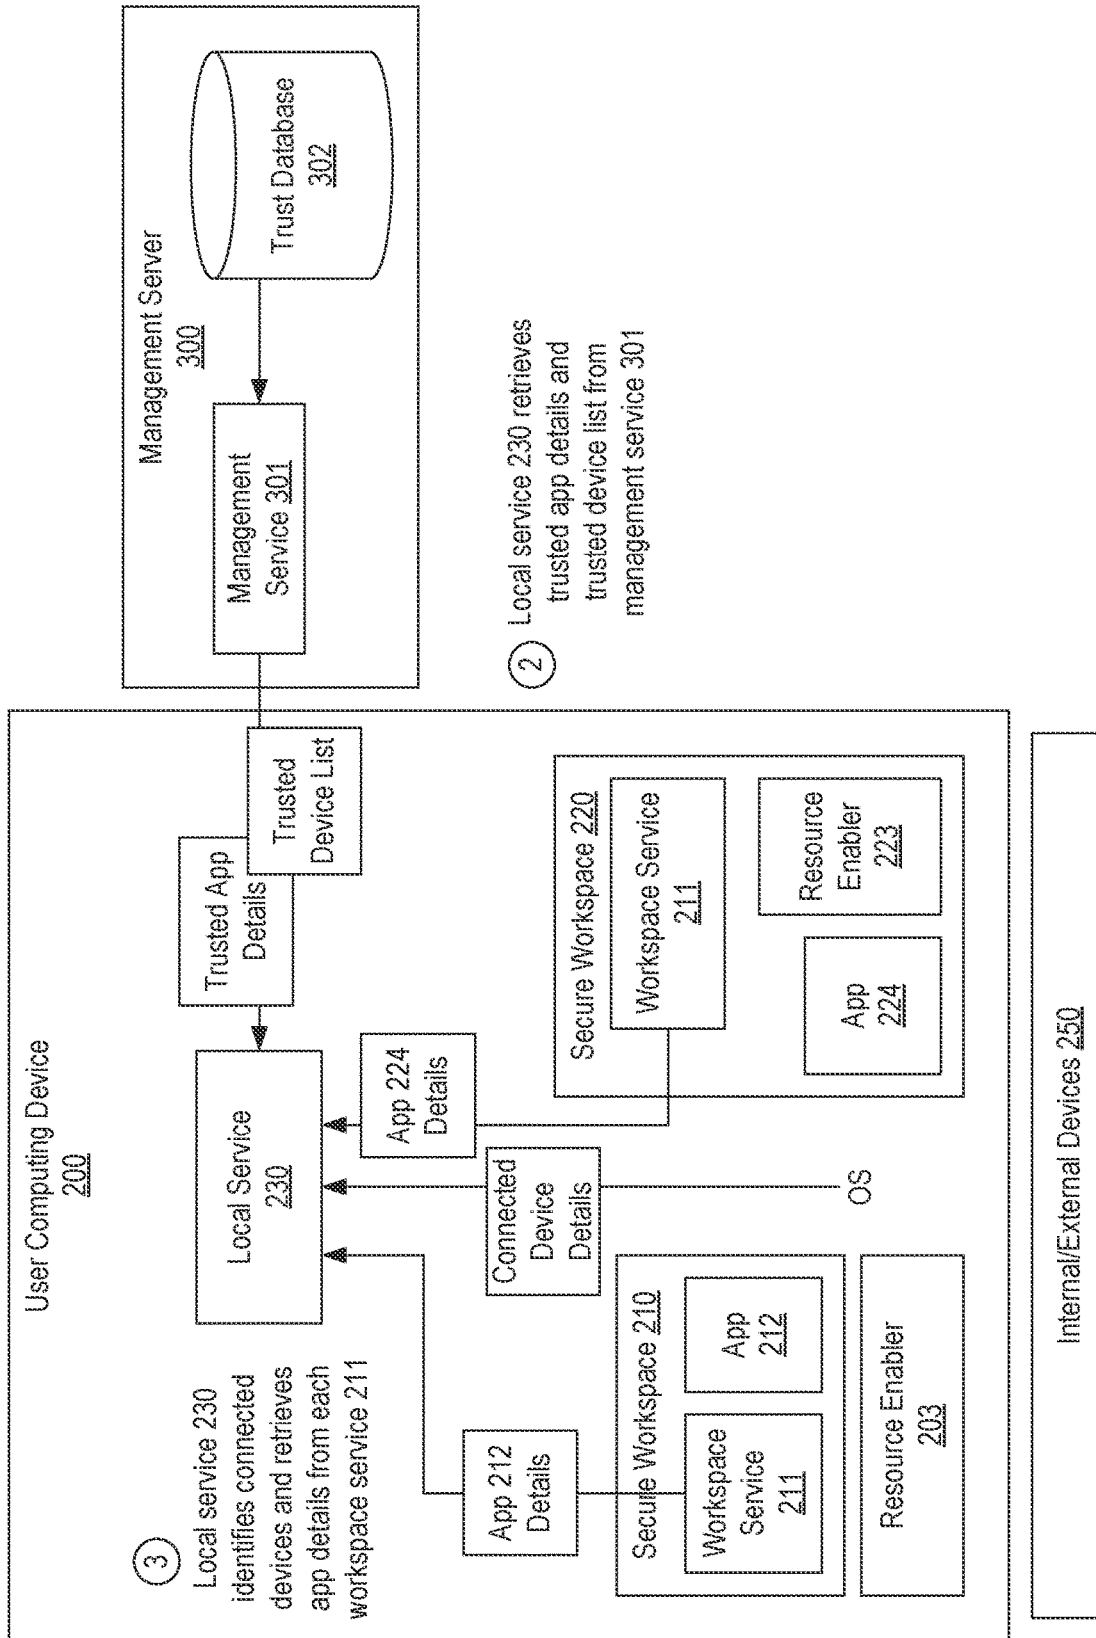 User Computing Device
200
3
Local service 230
identifies connected
devices and retrieves
app details from each
workspace service 211
Local Service
230
Trusted App
Details
Trusted
Device List
App 212
Details
Connected
Device
Details
App 224
Details
OS
Secure Workspace 210
Workspace
Service
211
App
212
Resource Enabler
203
Secure Workspace 220
Workspace Service
211
App
224
Resource
Enabler
223
Internal/External Devices 250
Management Server
300
Management
Service 301
Trust Database
302
2
Local service 230 retrieves
trusted app details and
trusted device list from
management service 301